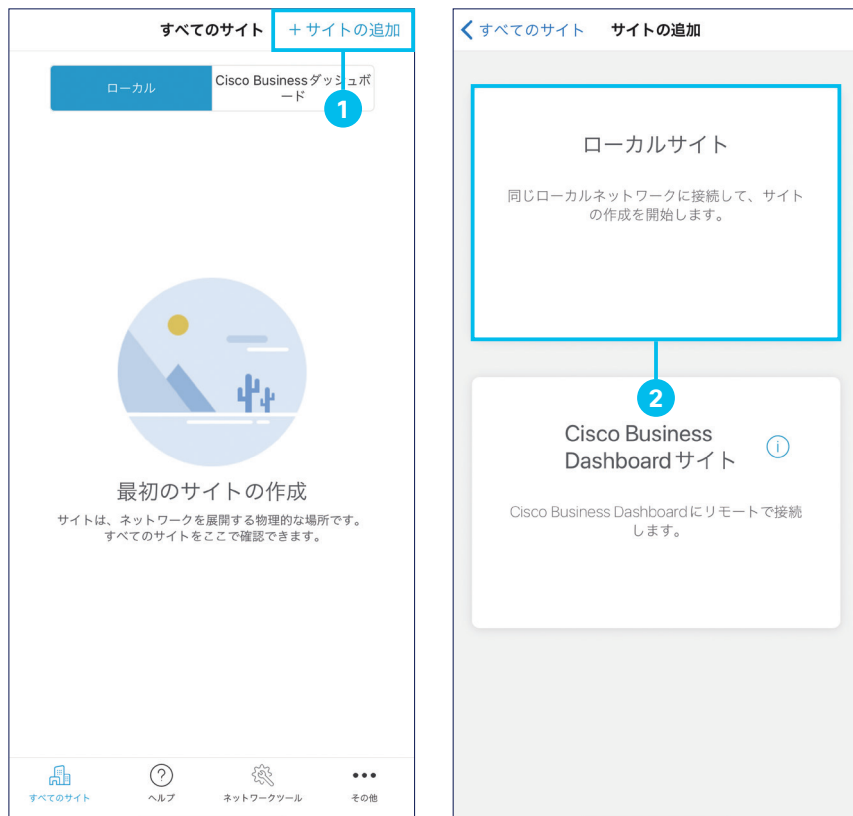 すべてのサイト
＋サイトの追加
ローカル
Cisco Businessダッシュボ
ード
1
最初のサイトの作成
サイトは、ネットワークを展開する物理的な場所です。
すべてのサイトをここで確認できます。
すべてのサイト
ヘルプ
ネットワークツール
その他
すべてのサイト
サイトの追加
ローカルサイト
同じローカルネットワークに接続して、サイト
の作成を開始します。
2
Cisco Business
Dashboard サイト
Cisco Business Dashboardにリモートで接続
します。